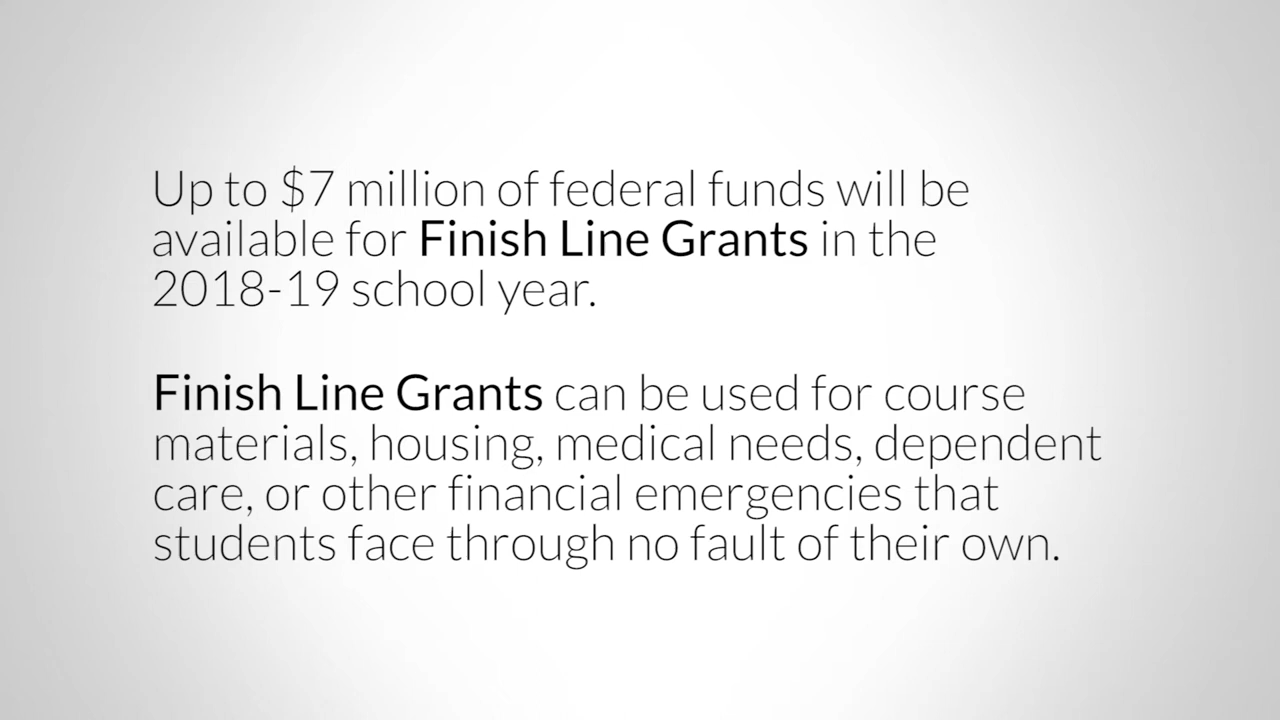 Up to $7 million of federal funds will be
available for Finish Line Grants in the
2018-19 school year.
Finish Line Grants can be used for course
materials, housing, medical needs, dependent
care, or other financial emergencies that
students face through no fault of their own.